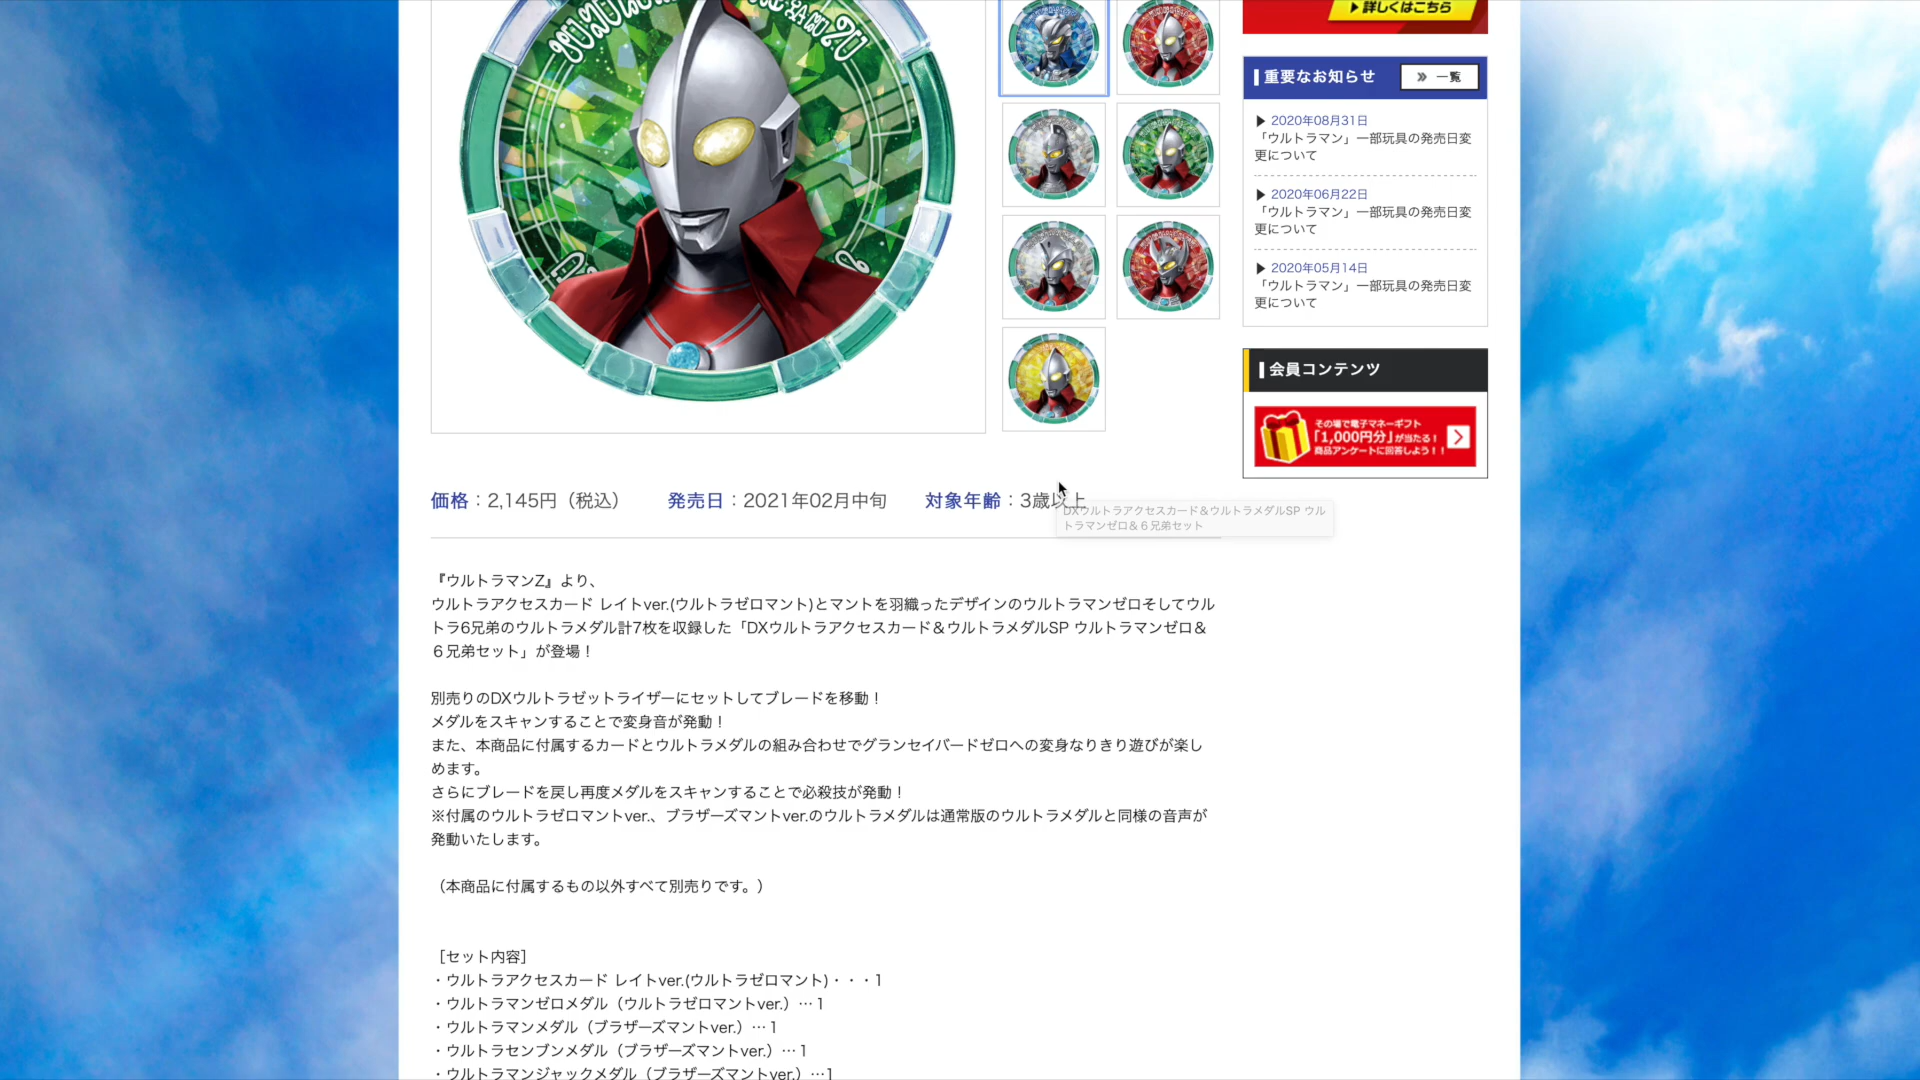 ▶ 詳しくはこちら
重要なお知らせ
一覧
2020年08月31日
「ウルトラマン」一部玩具の発売日変
更について
2020年06月22日
「ウルトラマン」一部玩具の発売日変
更について
2020年05月14日
「ウルトラマン」一部玩具の発売日変
更について
会員コンテンツ
その場で電子マネーギフト
「1,000円分」が当たる！
商品アンケートに回答しよう！！
価格：2,145円（税込） 発売日：2021年02月中旬 対象年齢：3歳以上
DXウルトラアクセスカード＆ウルトラメダルSP ウル
トラマンゼロ＆６兄弟セット
『ウルトラマンZ』より、
ウルトラアクセスカード レイトver.(ウルトラゼロマント)とマントを羽織ったデザインのウルトラマンゼロそしてウル
トラ6兄弟のウルトラメダル計7枚を収録した「DXウルトラアクセスカード＆ウルトラメダルSP ウルトラマンゼロ＆
６兄弟セット」が登場！
別売りのDXウルトラゼットライザーにセットしてブレードを移動！
メダルをスキャンすることで変身音が発動！
また、本商品に付属するカードとウルトラメダルの組み合わせでグランセイバードゼロへの変身なりきり遊びが楽し
めます。
さらにブレードを戻し再度メダルをスキャンすることで必殺技が発動！
※付属のウルトラゼロマントver.、ブラザーズマントver.のウルトラメダルは通常版のウルトラメダルと同様の音声が
発動いたします。
（本商品に付属するもの以外すべて別売りです。）
［セット内容］
・ウルトラアクセスカード レイトver.(ウルトラゼロマント)・・・1
・ウルトラマンゼロメダル（ウルトラゼロマントver.）…1
・ウルトラマンメダル（ブラザーズマントver.）…1
・ウルトラセンブンメダル（ブラザーズマントver.）…1
・ウルトラマンジャックメダル（ブラザーズマントver.）…1